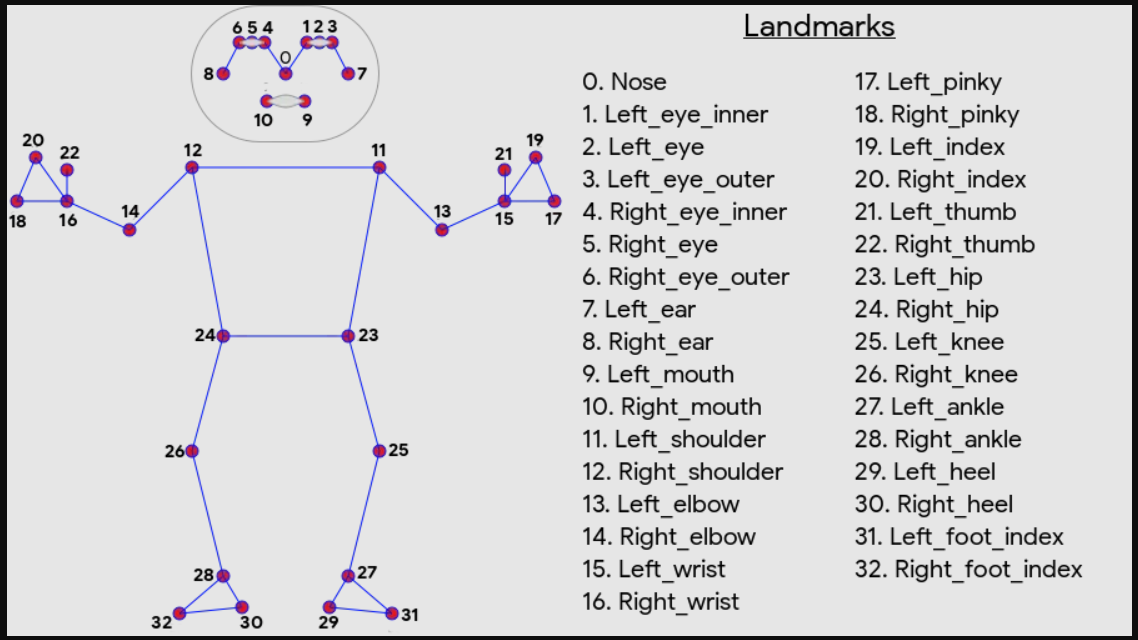 6 5 4 1 2 3
0
8 7
10 9
20 22 12 11 21 19
18 16 14 13 15 17
24 23
26 25
28 27
32 30 29 31
Landmarks
0. Nose
1. Left_eye_inner
2. Left_eye
3. Left_eye_outer
4. Right_eye_inner
5. Right_eye
6. Right_eye_outer
7. Left_ear
8. Right_ear
9. Left_mouth
10. Right_mouth
11. Left_shoulder
12. Right_shoulder
13. Left_elbow
14. Right_elbow
15. Left_wrist
16. Right_wrist
17. Left_pinky
18. Right_pinky
19. Left_index
20. Right_index
21. Left_thumb
22. Right_thumb
23. Left_hip
24. Right_hip
25. Left_knee
26. Right_knee
27. Left_ankle
28. Right_ankle
29. Left_heel
30. Right_heel
31. Left_foot_index
32. Right_foot_index